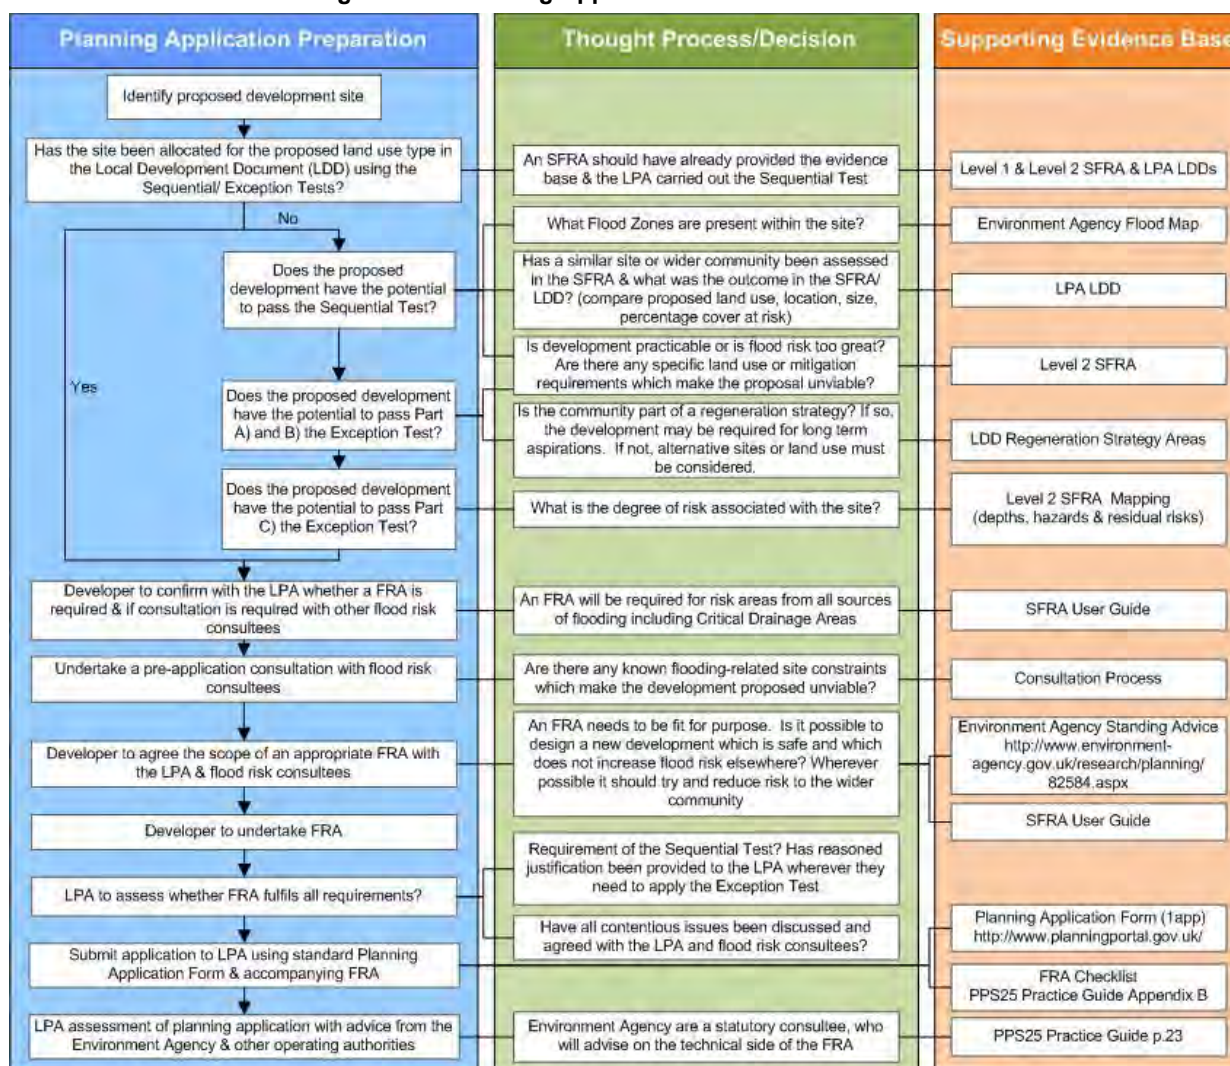 Planning Application Preparation
Identify proposed development site
Has the site been allocated for the proposed land use type in
the Local Development Document (LDD) using the
Sequential/ Exception Tests?
No
Does the proposed
development have the potential
to pass the Sequential Test?
Yes
Does the proposed development
have the potential to pass Part
A) and B) the Exception Test?
Does the proposed development
have the potential to pass Part
C) the Exception Test?
Developer to confirm with the LPA whether a FRA is
required & if consultation is required with other flood risk
consultees
Undertake a pre-application consultation with flood risk
consultees
Developer to agree the scope of an appropriate FRA with
the LPA & flood risk consultees
Developer to undertake FRA
LPA to assess whether FRA fulfils all requirements?
Submit application to LPA using standard Planning
Application Form & accompanying FRA
LPA assessment of planning application with advice from the
Environment Agency & other operating authorities
Thought Process/Decision
An SFRA should have already provided the evidence
base & the LPA carried out the Sequential Test
What Flood Zones are present within the site?
Has a similar site or wider community been assessed
in the SFRA & what was the outcome in the SFRA/
LDD? (compare proposed land use, location, size,
percentage cover at risk)
Is development practicable or is flood risk too great?
Are there any specific land use or mitigation
requirements which make the proposal unviable?
Is the community part of a regeneration strategy? If so,
the development may be required for long term
aspirations. If not, alternative sites or land use must
be considered.
What is the degree of risk associated with the site?
An FRA will be required for risk areas from all sources
of flooding including Critical Drainage Areas
Are there any known flooding-related site constraints
which make the development proposed unviable?
An FRA needs to be fit for purpose. Is it possible to
design a new development which is safe and which
does not increase flood risk elsewhere? Wherever
possible it should try and reduce risk to the wider
community
Requirement of the Sequential Test? Has reasoned
justification been provided to the LPA wherever they
need to apply the Exception Test
Have all contentious issues been discussed and
agreed with the LPA and flood risk consultees?
Environment Agency are a statutory consultee, who
will advise on the technical side of the FRA
Supporting Evidence Base
Level 1 & Level 2 SFRA & LPA LDDs
Environment Agency Flood Map
LPA LDD
Level 2 SFRA
LDD Regeneration Strategy Areas
Level 2 SFRA Mapping
(depths, hazards & residual risks)
SFRA User Guide
Consultation Process
Environment Agency Standing Advice
http://www.environment-
agency.gov.uk/research/planning/
82584.aspx
SFRA User Guide
Planning Application Form (1app)
http://www.planningportal.gov.uk/
FRA Checklist
PPS25 Practice Guide Appendix B
PPS25 Practice Guide p.23